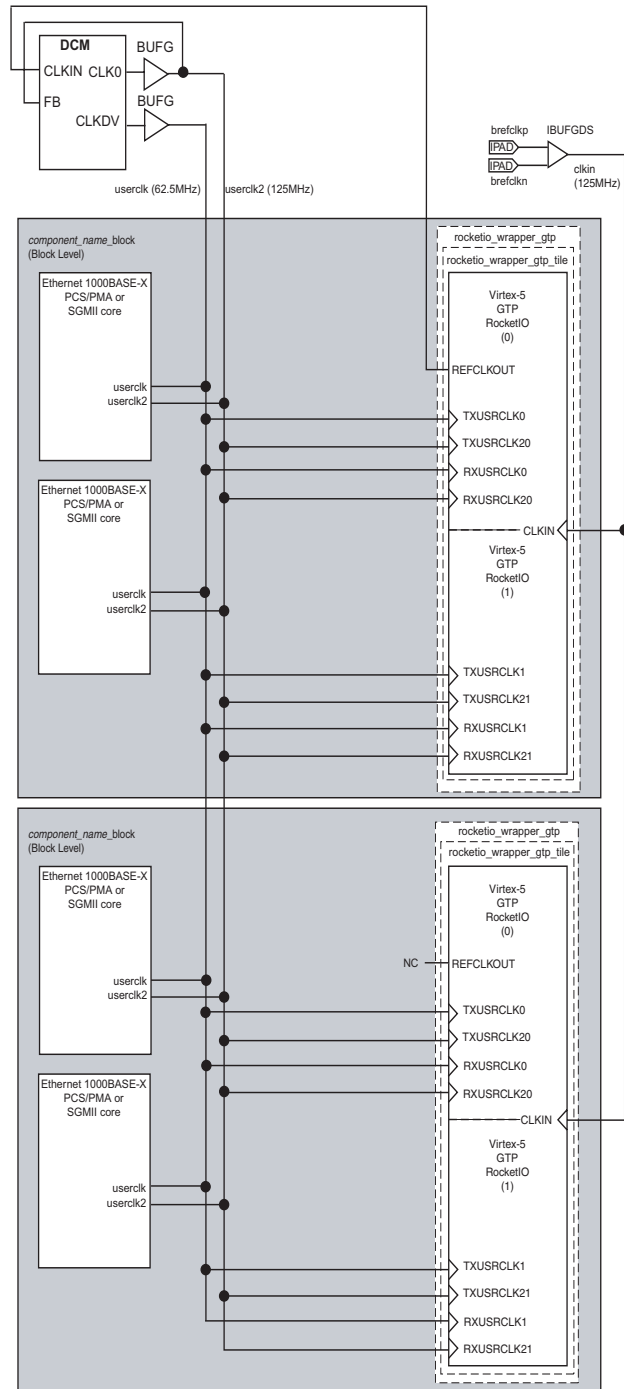 DCM
BUFG
CLKIN CLK0
FB
BUFG
CLKDV
brefclkp
IBUFGDS
IPAD
IPAD
brefclkn
clkin
(125MHz)
userclk (62.5MHz)
userclk2 (125MHz)
component_name_block
(Block Level)
rocketio_wrapper_gtp
rocketio_wrapper_gtp_tile
Ethernet 1000BASE-X
PCS/PMA or
SGMII core
userclk
userclk2
Virtex-5
GTP
RocketIO
(0)
REFCLKOUT
TXUSRCLK0
TXUSRCLK20
RXUSRCLK0
RXUSRCLK20
Ethernet 1000BASE-X
PCS/PMA or
SGMII core
userclk
userclk2
CLKIN
Virtex-5
GTP
RocketIO
(1)
TXUSRCLK1
TXUSRCLK21
RXUSRCLK1
RXUSRCLK21
component_name_block
(Block Level)
rocketio_wrapper_gtp
rocketio_wrapper_gtp_tile
Ethernet 1000BASE-X
PCS/PMA or
SGMII core
userclk
userclk2
Virtex-5
GTP
RocketIO
(0)
NC
REFCLKOUT
TXUSRCLK0
TXUSRCLK20
RXUSRCLK0
RXUSRCLK20
Ethernet 1000BASE-X
PCS/PMA or
SGMII core
userclk
userclk2
CLKIN
Virtex-5
GTP
RocketIO
(1)
TXUSRCLK1
TXUSRCLK21
RXUSRCLK1
RXUSRCLK21